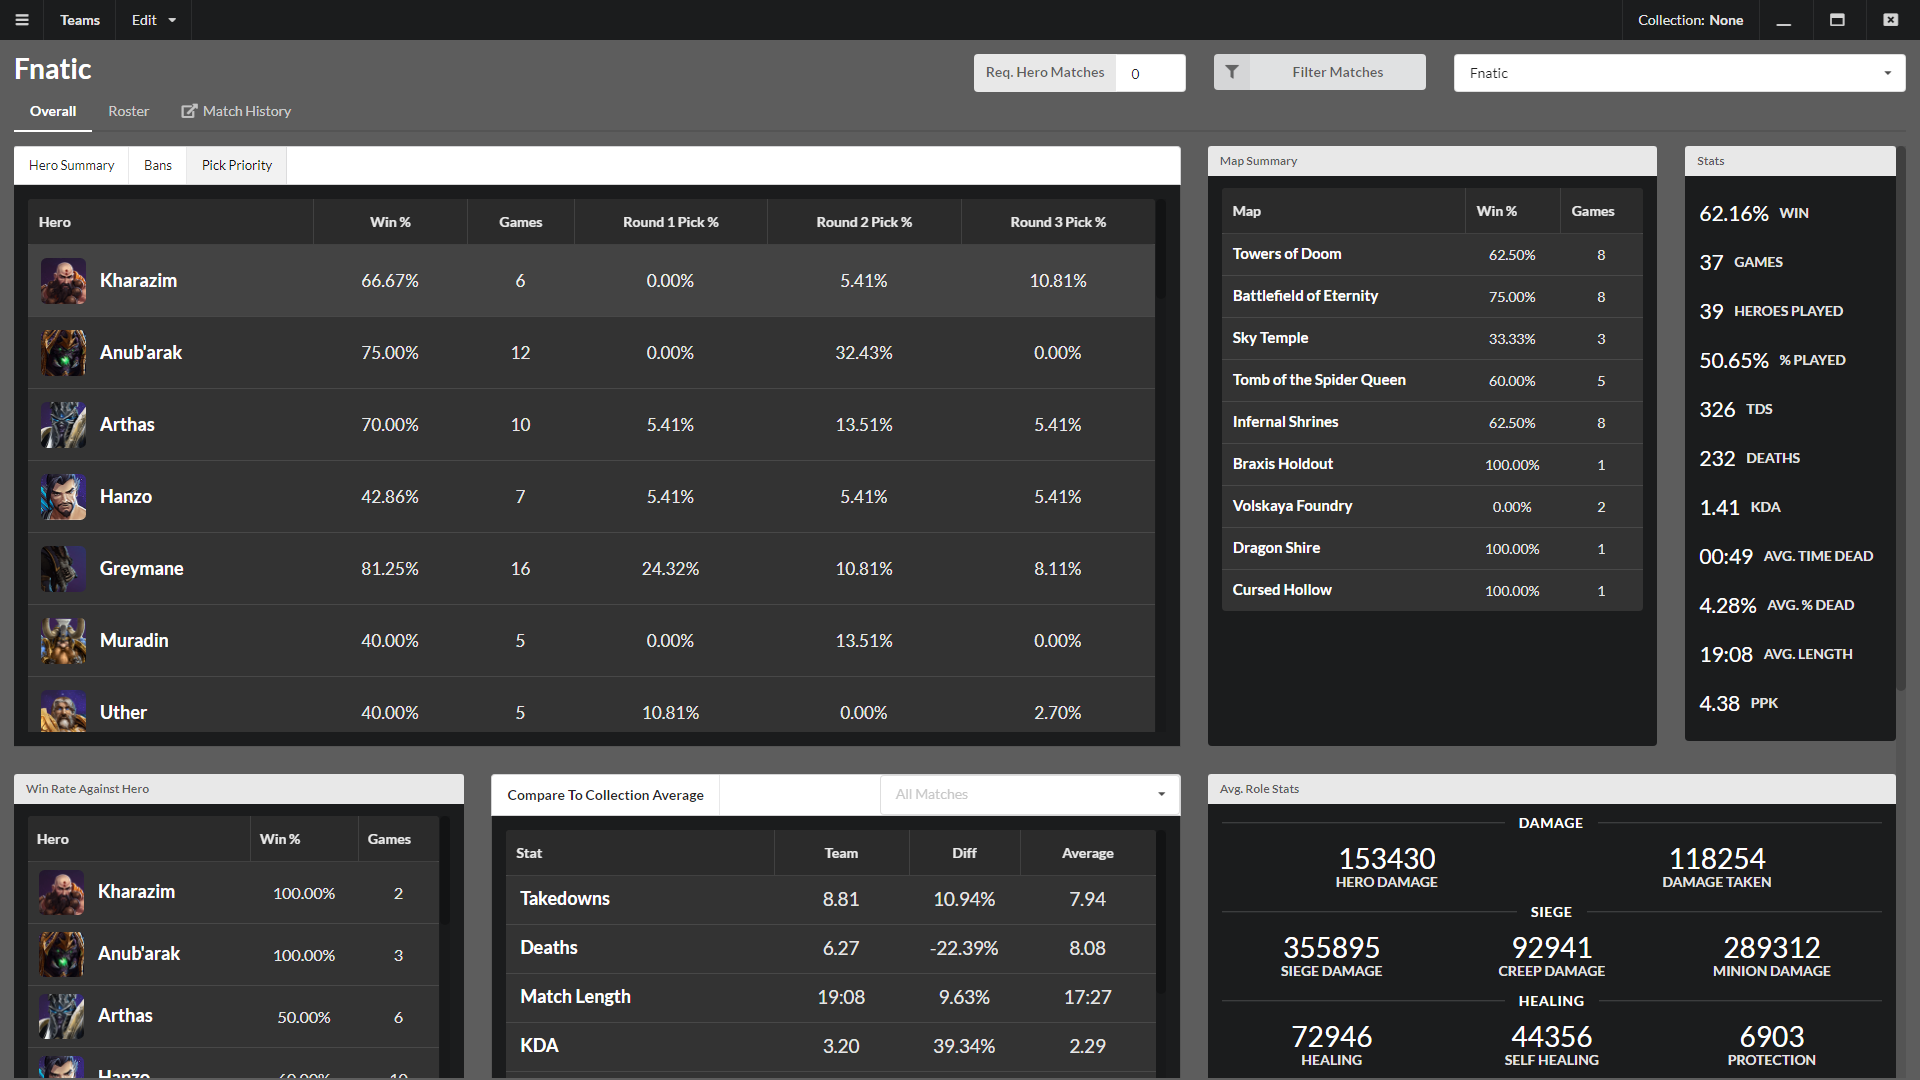 Teams Edit Collection: None
Fnatic
Req. Hero Matches 0 Filter Matches Fnatic
Overall Roster Match History
Hero Summary Bans Pick Priority
Hero Win % Games Round 1 Pick % Round 2 Pick % Round 3 Pick %
Kharazim 66.67% 6 0.00% 5.41% 10.81%
Anub'arak 75.00% 12 0.00% 32.43% 0.00%
Arthas 70.00% 10 5.41% 13.51% 5.41%
Hanzo 42.86% 7 5.41% 5.41% 5.41%
Greymane 81.25% 16 24.32% 10.81% 8.11%
Muradin 40.00% 5 0.00% 13.51% 0.00%
Uther 40.00% 5 10.81% 0.00% 2.70%
Map Summary
Map Win % Games
Towers of Doom 62.50% 8
Battlefield of Eternity 75.00% 8
Sky Temple 33.33% 3
Tomb of the Spider Queen 60.00% 5
Infernal Shrines 62.50% 8
Braxis Holdout 100.00% 1
Volskaya Foundry 0.00% 2
Dragon Shire 100.00% 1
Cursed Hollow 100.00% 1
Stats
62.16% WIN
37 GAMES
39 HEROES PLAYED
50.65% % PLAYED
326 TDS
232 DEATHS
1.41 KDA
00:49 AVG. TIME DEAD
4.28% AVG. % DEAD
19:08 AVG. LENGTH
4.38 PPK
Win Rate Against Hero
Hero Win % Games
Kharazim 100.00% 2
Anub'arak 100.00% 3
Arthas 50.00% 6
Hanzo 60.00% 10
Compare To Collection Average All Matches
Stat Team Diff Average
Takedowns 8.81 10.94% 7.94
Deaths 6.27 -22.39% 8.08
Match Length 19:08 9.63% 17:27
KDA 3.20 39.34% 2.29
Avg. Role Stats
DAMAGE
153430 118254
HERO DAMAGE DAMAGE TAKEN
SIEGE
355895 92941 289312
SIEGE DAMAGE CREEP DAMAGE MINION DAMAGE
HEALING
72946 44356 6903
HEALING SELF HEALING PROTECTION